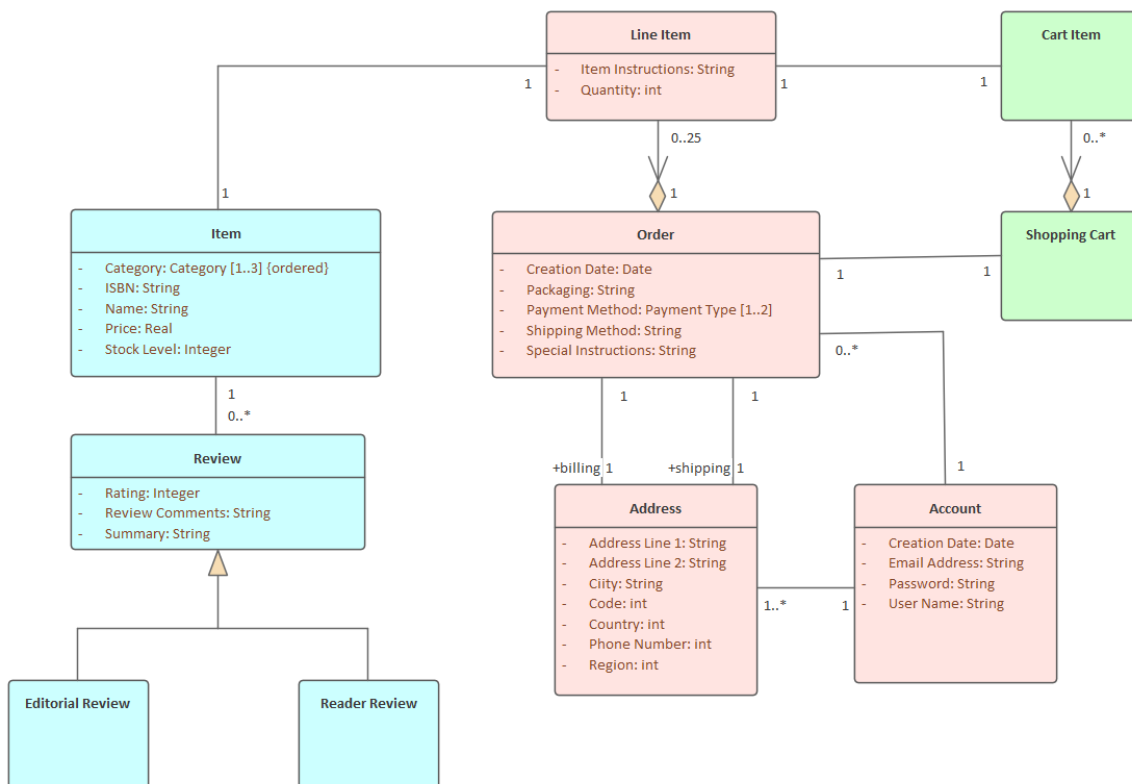 Line Item
- Item Instructions: String
- Quantity: int
Cart Item
1
1
1
0..25
0..*
1
1
1
Item
- Category: Category [1..3] {ordered}
- ISBN: String
- Name: String
- Price: Real
- Stock Level: Integer
Order
- Creation Date: Date
- Packaging: String
- Payment Method: Payment Type [1..2]
- Shipping Method: String
- Special Instructions: String
Shopping Cart
1
1
0..*
1
0..*
1
1
Review
- Rating: Integer
- Review Comments: String
- Summary: String
+billing 1
+shipping 1
1
Address
- Address Line 1: String
- Address Line 2: String
- Ciity: String
- Code: int
- Country: int
- Phone Number: int
- Region: int
Account
- Creation Date: Date
- Email Address: String
- Password: String
- User Name: String
1..*
1
Editorial Review
Reader Review